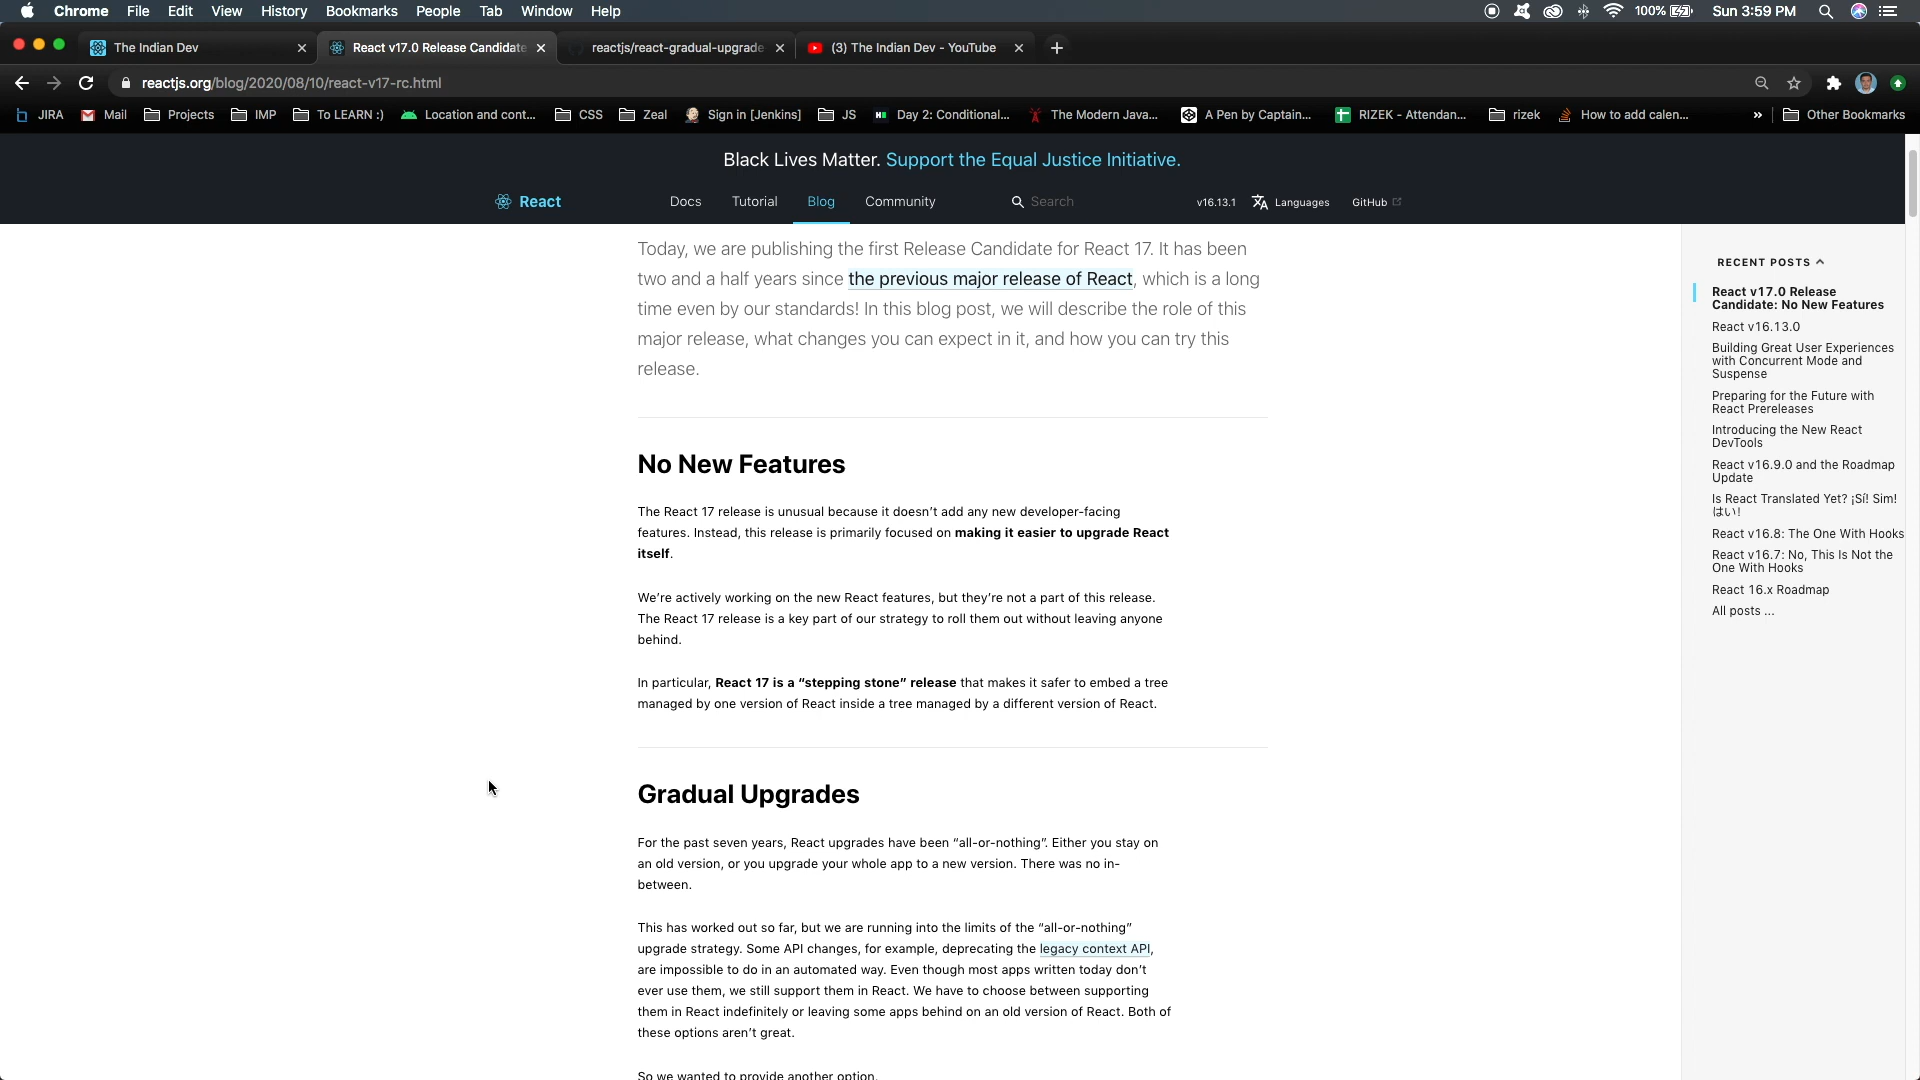 Chrome File Edit View History Bookmarks People Tab Window Help 100% Sun 3:59 PM
The Indian Dev React v17.0 Release Candidate reactjs/react-gradual-upgrade (3) The Indian Dev - YouTube
reactjs.org/blog/2020/08/10/react-v17-rc.html
JIRA Mail Projects IMP To LEARN :) Location and cont... CSS Zeal Sign in [Jenkins] JS Day 2: Conditional... The Modern Java... A Pen by Captain... RIZEK - Attendan... rizek How to add calen... » Other Bookmarks
Black Lives Matter. Support the Equal Justice Initiative.
React Docs Tutorial Blog Community Search v16.13.1 Languages GitHub
Today, we are publishing the first Release Candidate for React 17. It has been
two and a half years since the previous major release of React, which is a long
time even by our standards! In this blog post, we will describe the role of this
major release, what changes you can expect in it, and how you can try this
release.
No New Features
The React 17 release is unusual because it doesn't add any new developer-facing
features. Instead, this release is primarily focused on making it easier to upgrade React
itself.
We're actively working on the new React features, but they're not a part of this release.
The React 17 release is a key part of our strategy to roll them out without leaving anyone
behind.
In particular, React 17 is a “stepping stone” release that makes it safer to embed a tree
managed by one version of React inside a tree managed by a different version of React.
Gradual Upgrades
For the past seven years, React upgrades have been “all-or-nothing”. Either you stay on
an old version, or you upgrade your whole app to a new version. There was no in-
between.
This has worked out so far, but we are running into the limits of the “all-or-nothing”
upgrade strategy. Some API changes, for example, deprecating the legacy context API,
are impossible to do in an automated way. Even though most apps written today don't
ever use them, we still support them in React. We have to choose between supporting
them in React indefinitely or leaving some apps behind on an old version of React. Both of
these options aren't great.
So we wanted to provide another option.
RECENT POSTS
React v17.0 Release
Candidate: No New Features
React v16.13.0
Building Great User Experiences
with Concurrent Mode and
Suspense
Preparing for the Future with
React Prereleases
Introducing the New React
DevTools
React v16.9.0 and the Roadmap
Update
Is React Translated Yet? ¡Sí! Sim!
はい!
React v16.8: The One With Hooks
React v16.7: No, This Is Not the
One With Hooks
React 16.x Roadmap
All posts ...